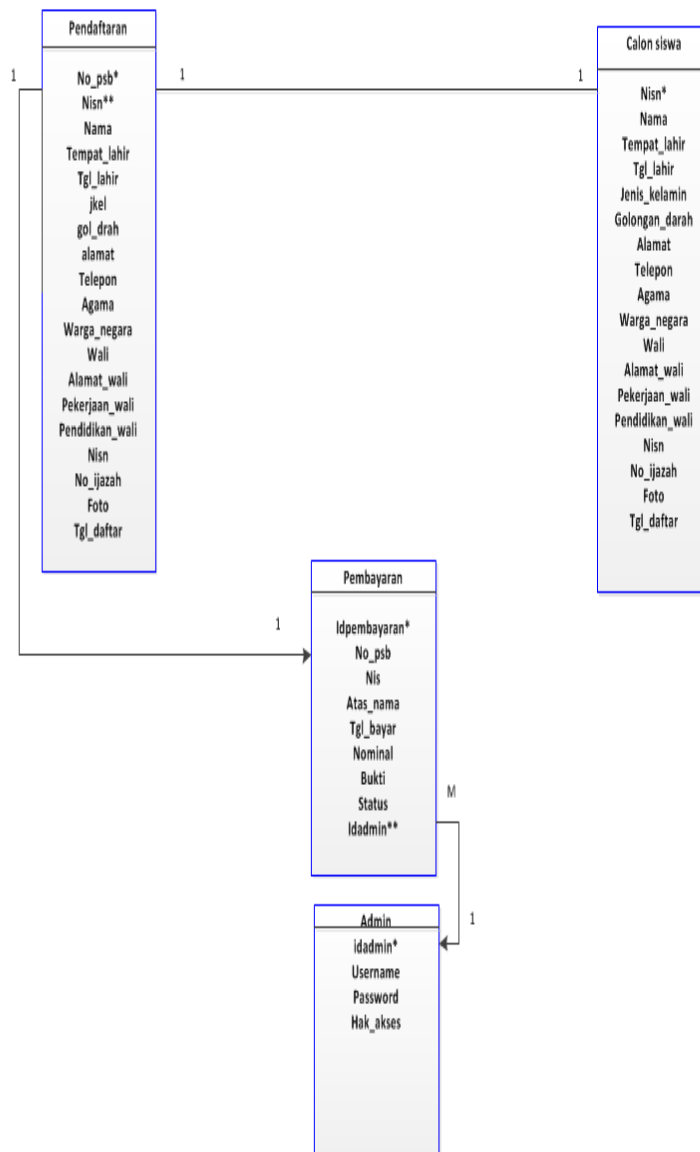 Pendaftaran
No_psb*
Nisn**
Nama
Tempat_lahir
Tgl_lahir
jkel
gol_drah
alamat
Telepon
Agama
Warga_negara
Wali
Alamat_wali
Pekerjaan_wali
Pendidikan_wali
Nisn
No_ijazah
Foto
Tgl_daftar
1
1
1
Calon siswa
Nisn*
Nama
Tempat_lahir
Tgl_lahir
Jenis_kelamin
Golongan_darah
Alamat
Telepon
Agama
Warga_negara
Wali
Alamat_wali
Pekerjaan_wali
Pendidikan_wali
Nisn
No_ijazah
Foto
Tgl_daftar
1
Pembayaran
Idpembayaran*
No_psb
Nis
Atas_nama
Tgl_bayar
Nominal
Bukti
Status
Idadmin**
M
1
Admin
idadmin*
Username
Password
Hak_akses